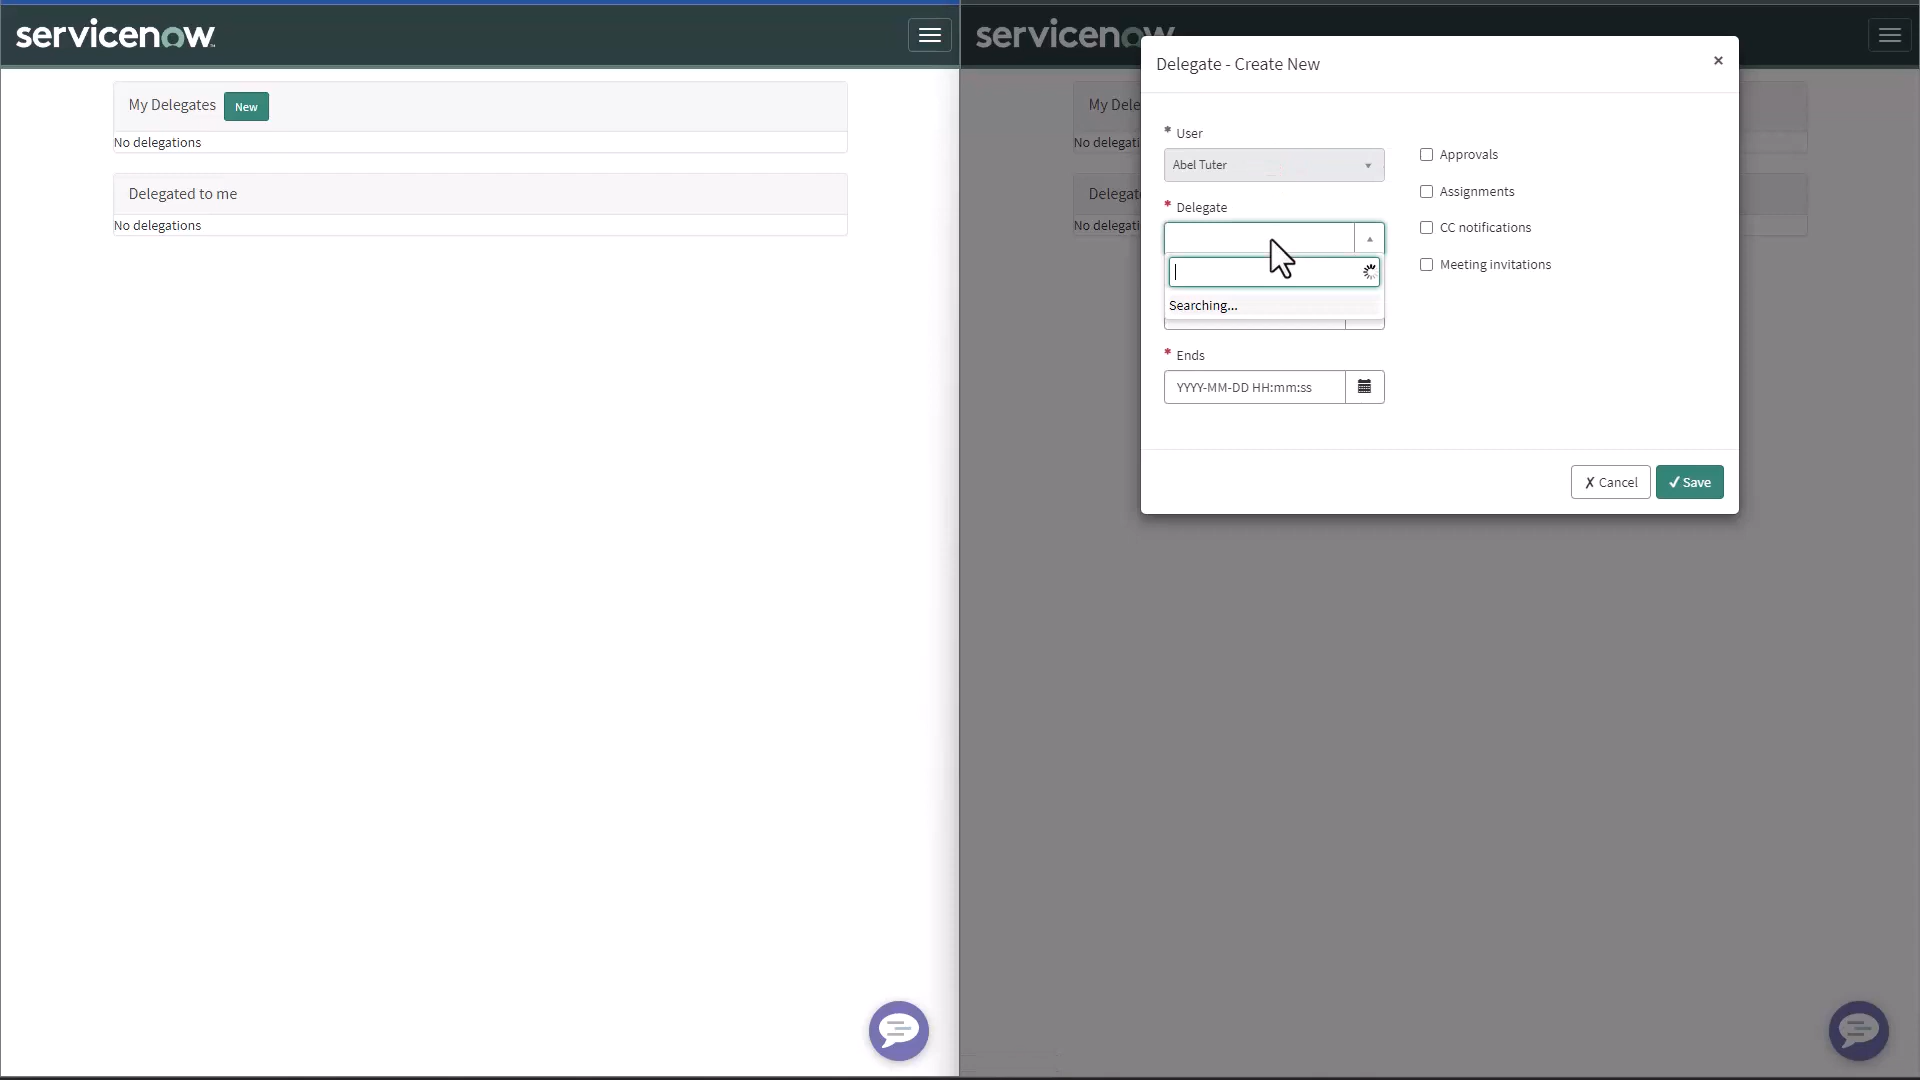 servicenow
My Delegates New
No delegations
Delegated to me
No delegations
servicenow
My Dele
No delegati
Delegat
No delegati
Delegate - Create New
×
* User
Abel Tuter
* Delegate
Searching...
* Ends
YYYY-MM-DD HH:mm:ss
Approvals
Assignments
CC notifications
Meeting invitations
✗ Cancel
✓ Save